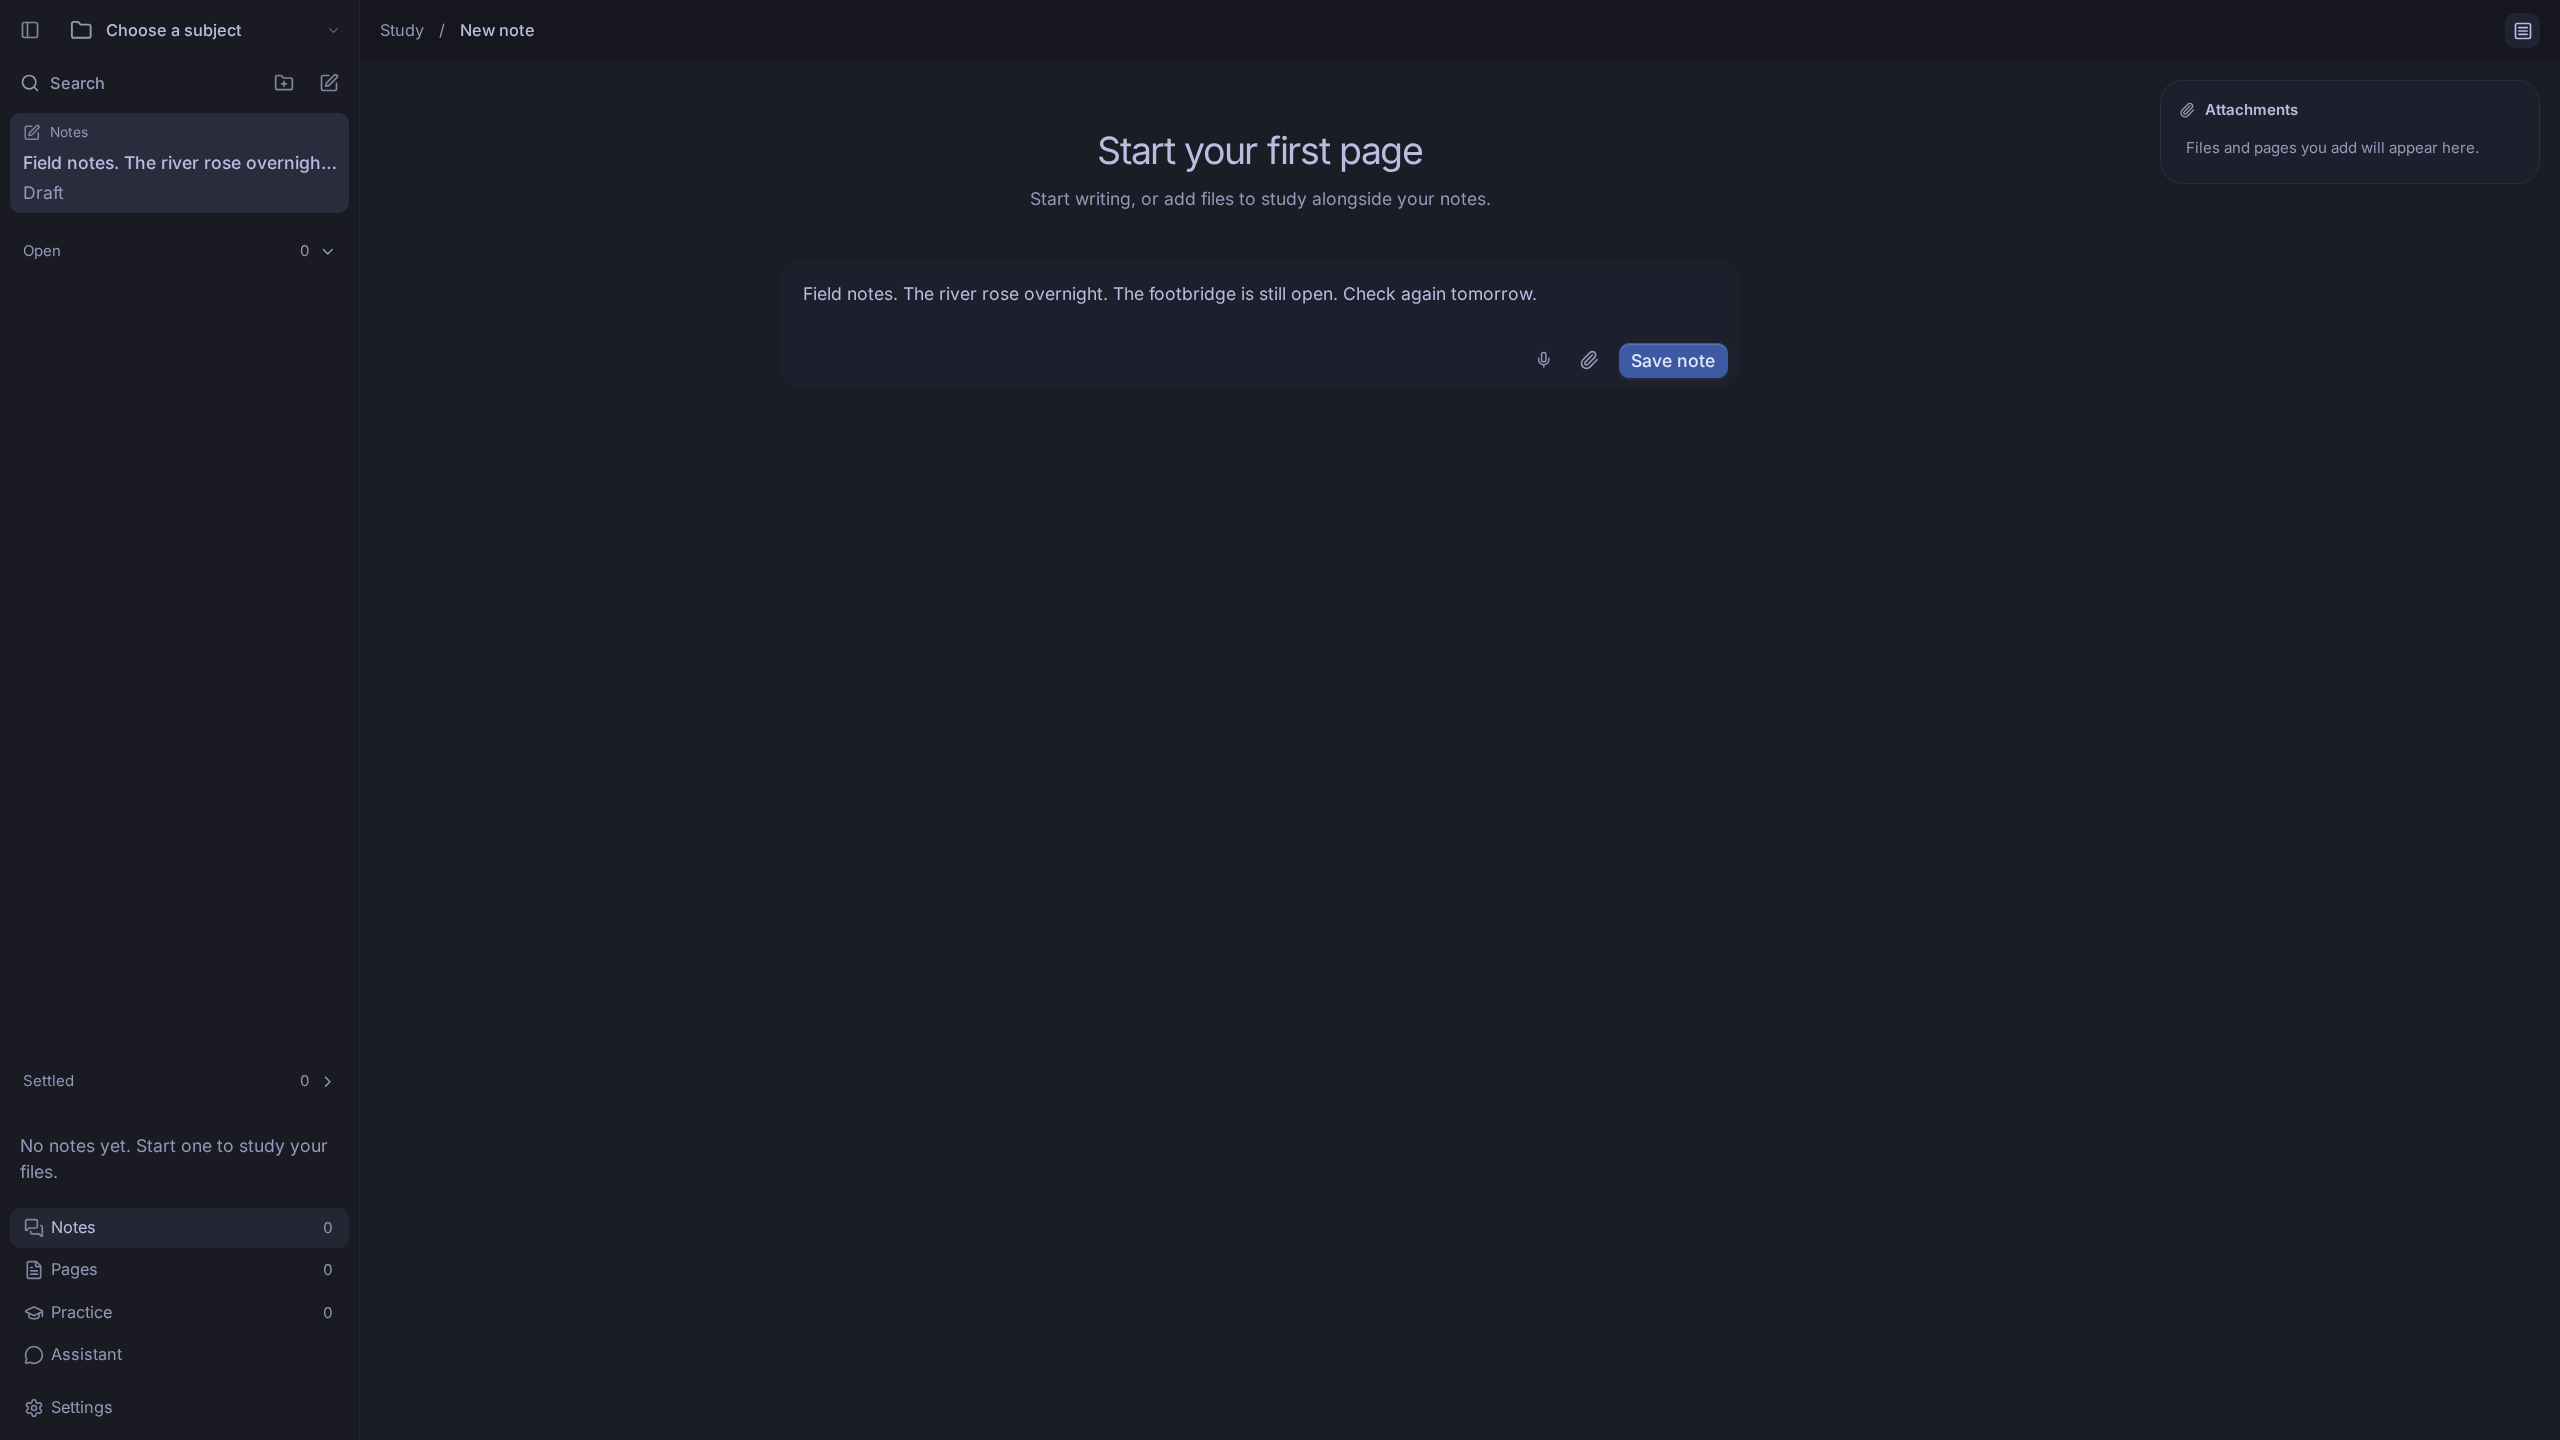 Choose a subject
Search
Notes
Field notes. The river rose overnigh...
Draft
Open 0
Settled 0
No notes yet. Start one to study your
files.
Notes 0
Pages 0
Practice 0
Assistant
Settings
Study / New note
Start your first page
Start writing, or add files to study alongside your notes.
Field notes. The river rose overnight. The footbridge is still open. Check again tomorrow.
Save note
Attachments
Files and pages you add will appear here.